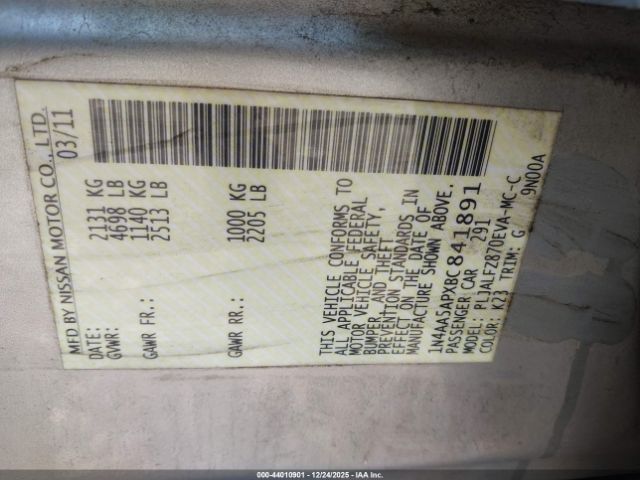 MFD BY NISSAN MOTOR CO., LTD.
DATE: 03/11
GVWR: 2131 KG
4698 LB
GAWR FR.: 1140 KG
2513 LB
GAWR RR.: 1000 KG
2205 LB
THIS VEHICLE CONFORMS TO
ALL APPLICABLE FEDERAL
MOTOR VEHICLE SAFETY,
BUMPER, AND THEFT
PREVENTION STANDARDS IN
EFFECT ON THE DATE OF
MANUFACTURE SHOWN ABOVE.
1N4AA5APXBC841891
PASSENGER CAR 291
MODEL: PLJALF2870EVA-MC-C
COLOR: K23 TRIM: G 9N00A
000-44010901 - 12/24/2025 - IAA Inc.